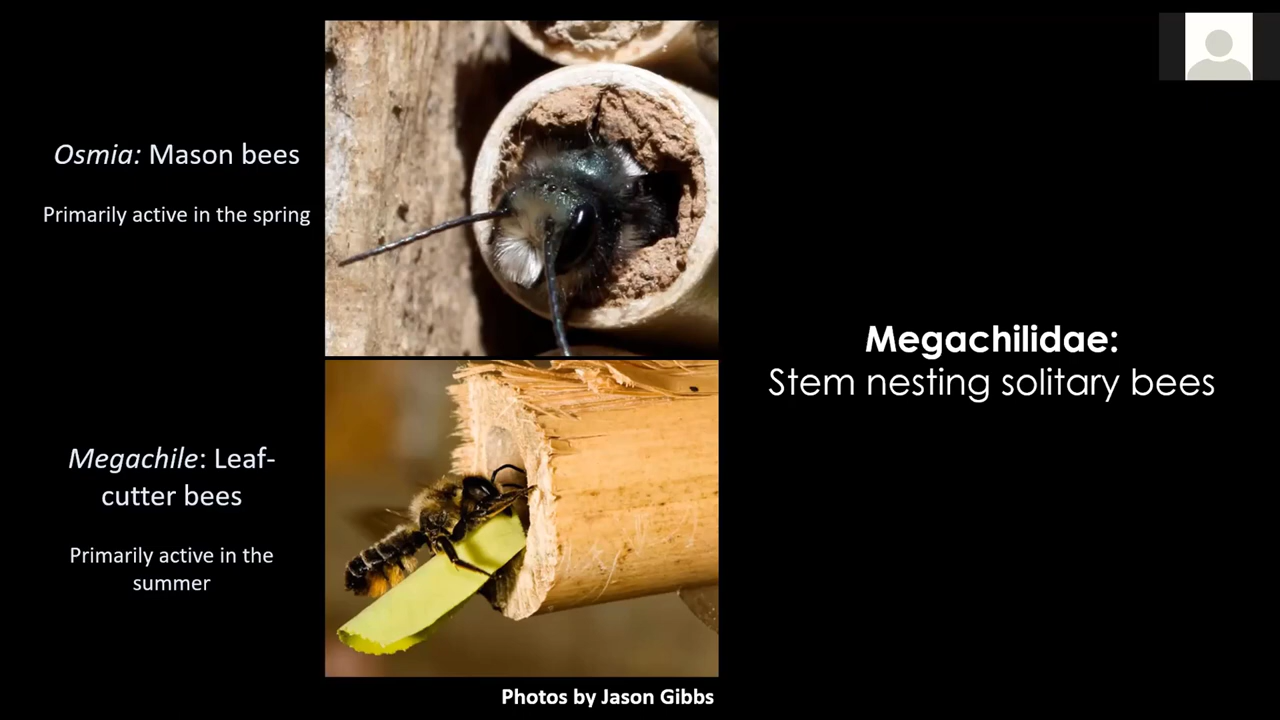 Osmia: Mason bees
Primarily active in the spring
Megachile: Leaf-
cutter bees
Primarily active in the
summer
Megachilidae:
Stem nesting solitary bees
Photos by Jason Gibbs